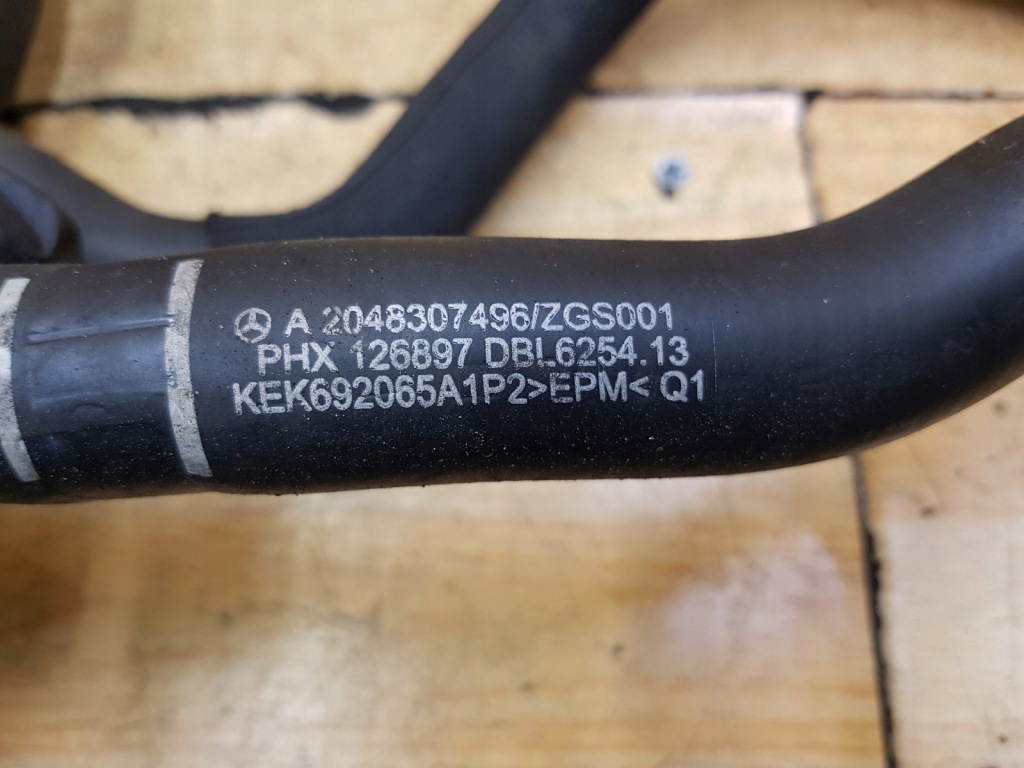 A 2048307496/ZGS001
PHX 126897 DBL6254.13
KEK692065A1P2>EPM< Q1